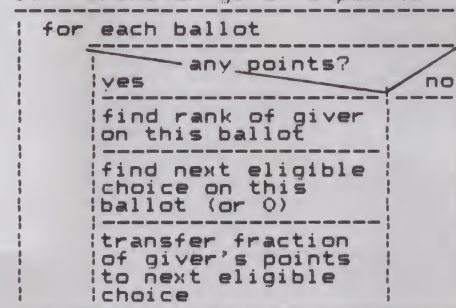 for each ballot
any points?
yes
no
find rank of giver
on this ballot
find next eligible
choice on this
ballot (or 0)
transfer fraction
of giver's points
to next eligible
choice